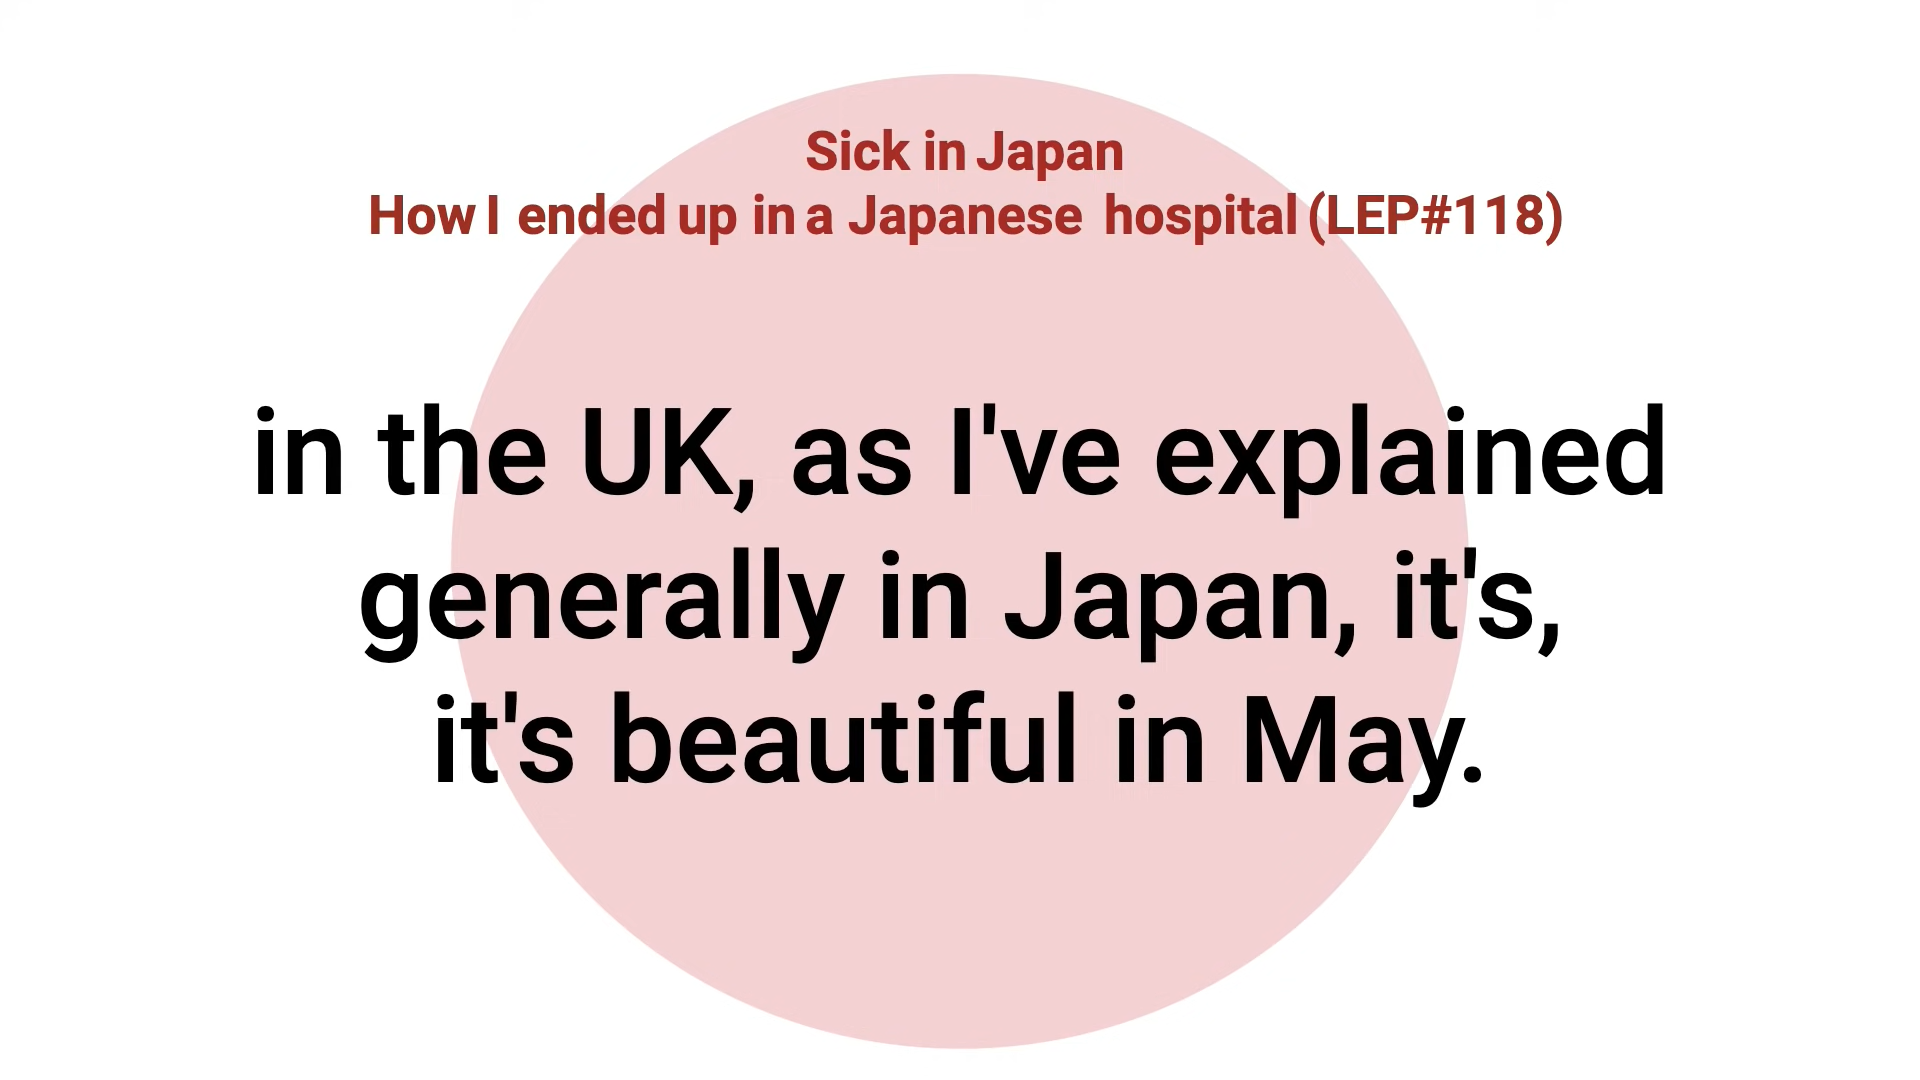 Sick in Japan
How I ended up in a Japanese hospital (LEP#118)
in the UK, as I've explained
generally in Japan, it's,
it's beautiful in May.